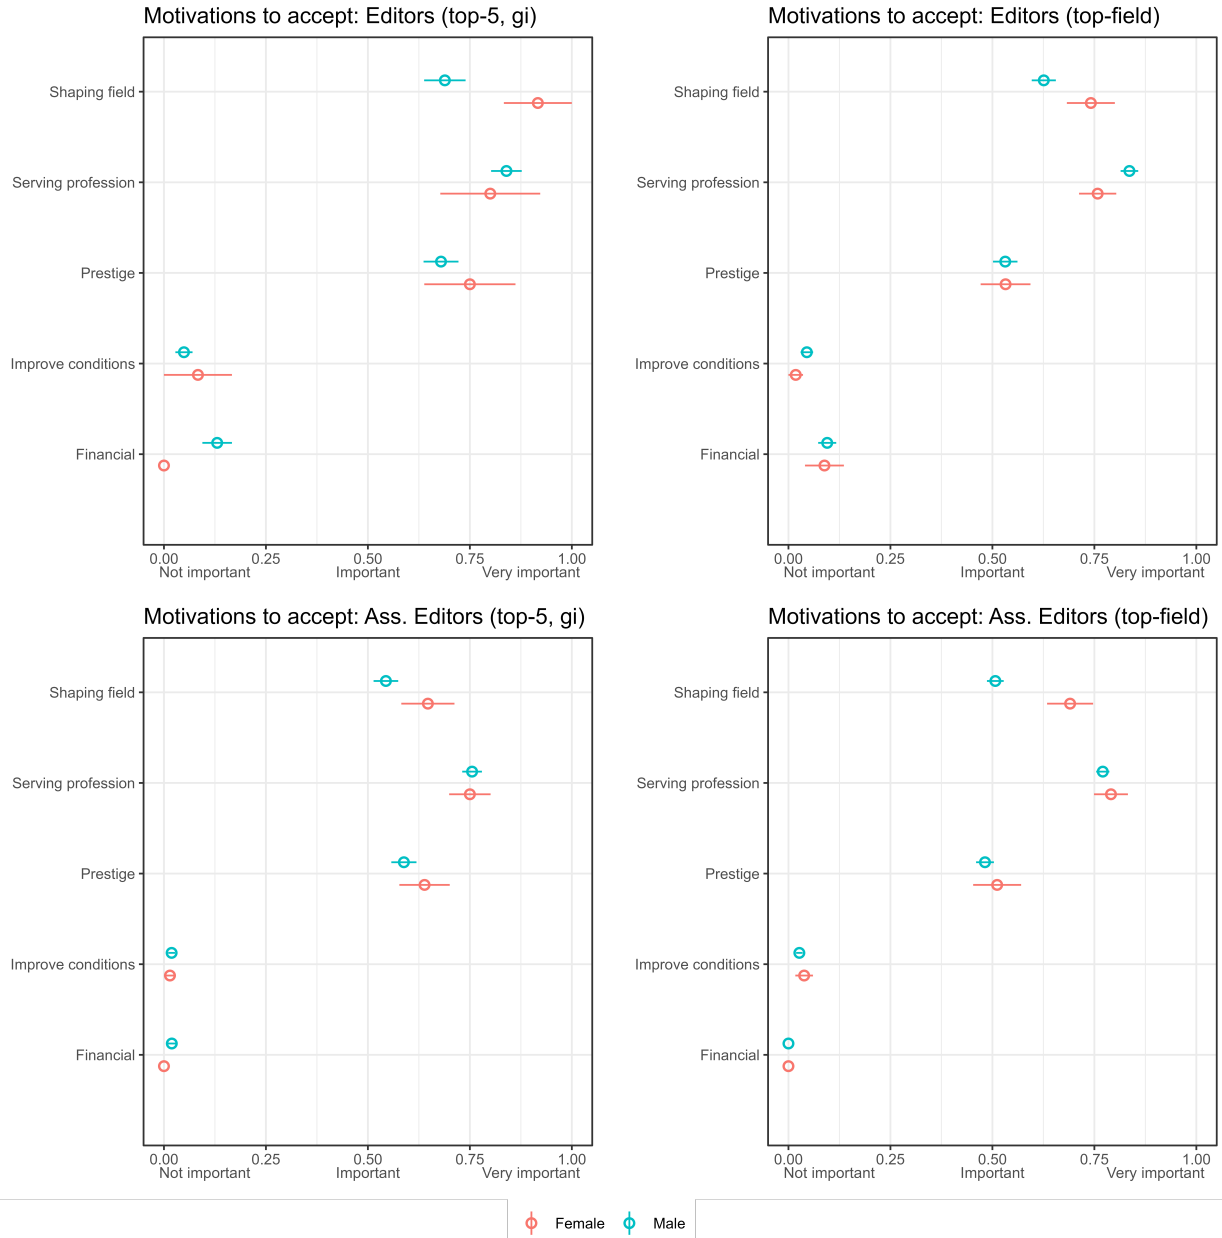 Motivations to accept: Editors (top-5, gi)
Shaping field
Serving profession
Prestige
Improve conditions
Financial
0.00 0.25 0.50 0.75 1.00
Not important Important Very important
Motivations to accept: Editors (top-field)
Shaping field
Serving profession
Prestige
Improve conditions
Financial
0.00 0.25 0.50 0.75 1.00
Not important Important Very important
Motivations to accept: Ass. Editors (top-5, gi)
Shaping field
Serving profession
Prestige
Improve conditions
Financial
0.00 0.25 0.50 0.75 1.00
Not important Important Very important
Motivations to accept: Ass. Editors (top-field)
Shaping field
Serving profession
Prestige
Improve conditions
Financial
0.00 0.25 0.50 0.75 1.00
Not important Important Very important
Female Male